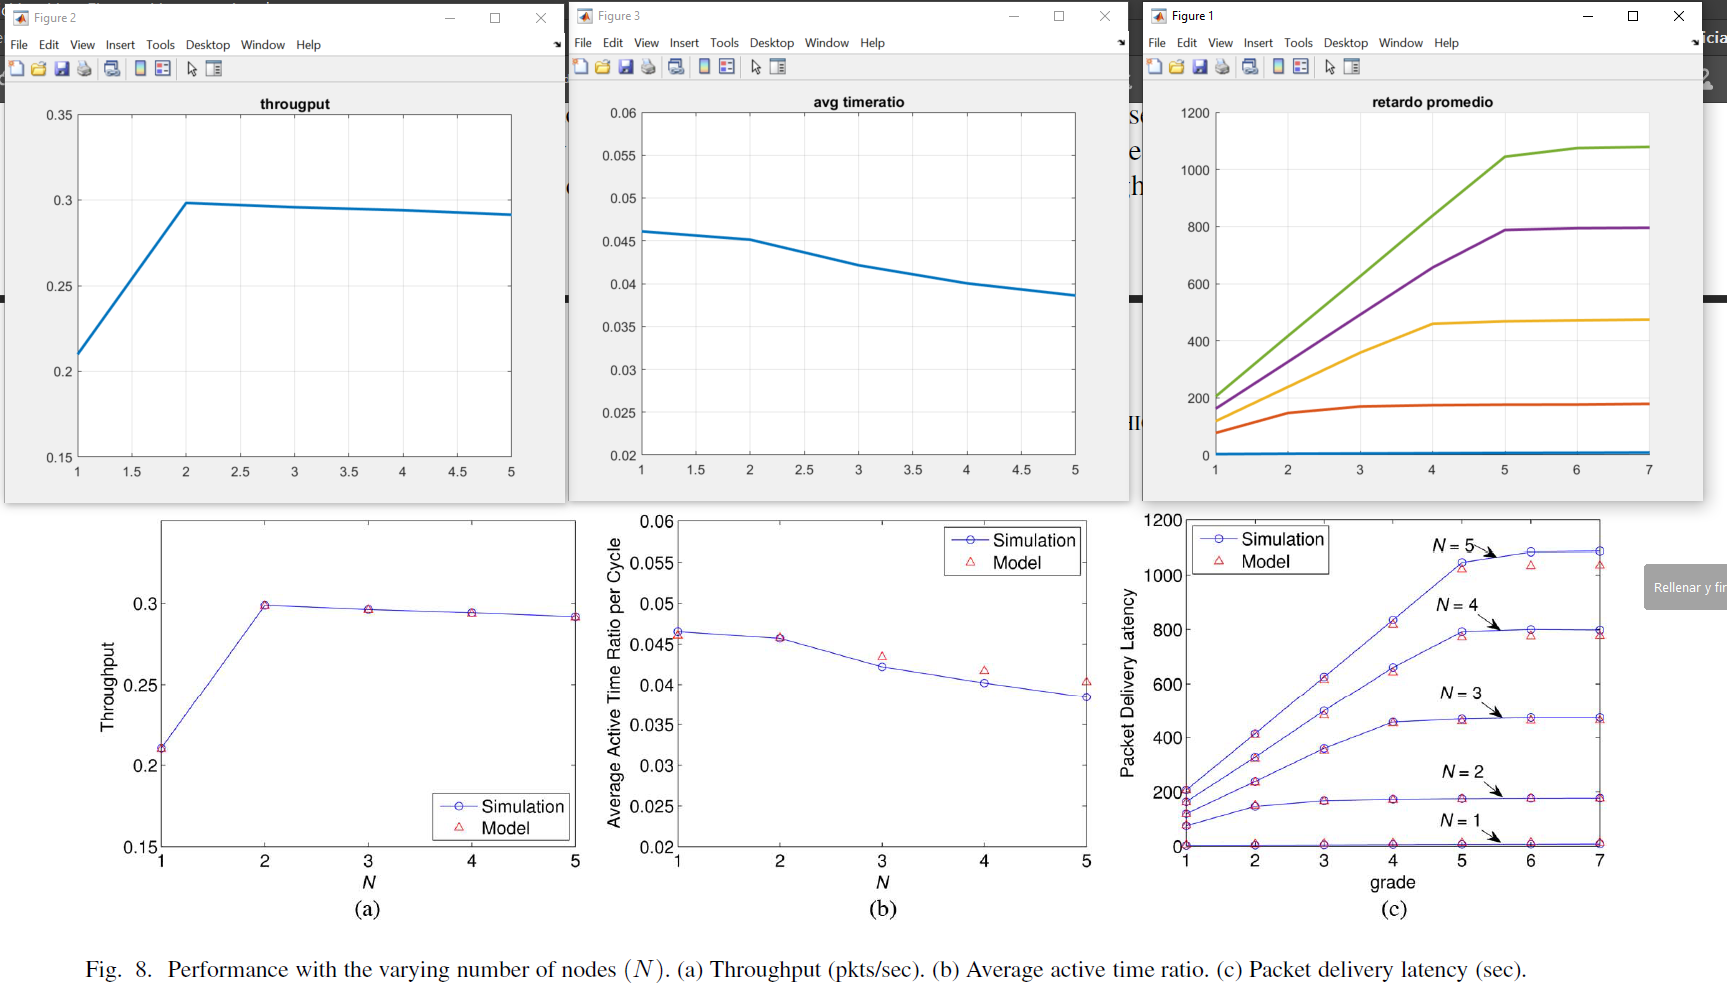 Figure 2
File Edit View Insert Tools Desktop Window Help
througput
0.35
0.3
0.25
0.2
0.15
1 1.5 2 2.5 3 3.5 4 4.5 5
Figure 3
File Edit View Insert Tools Desktop Window Help
avg timeratio
0.06
0.055
0.05
0.045
0.04
0.035
0.03
0.025
0.02
1 1.5 2 2.5 3 3.5 4 4.5 5
Figure 1
File Edit View Insert Tools Desktop Window Help
retardo promedio
1200
1000
800
600
400
200
0
1 2 3 4 5 6 7
Rellenar y fir
Throughput
0.3
0.25
0.2
0.15
Simulation
Model
1 2 3 4 5
N
(a)
Average Active Time Ratio per Cycle
0.06
0.055
0.05
0.045
0.04
0.035
0.03
0.025
0.02
Simulation
Model
1 2 3 4 5
N
(b)
Packet Delivery Latency
1200
1000
800
600
400
200
0
Simulation
Model
N = 5
N = 4
N = 3
N = 2
N = 1
1 2 3 4 5 6 7
grade
(c)
Fig. 8. Performance with the varying number of nodes (N). (a) Throughput (pkts/sec). (b) Average active time ratio. (c) Packet delivery latency (sec).